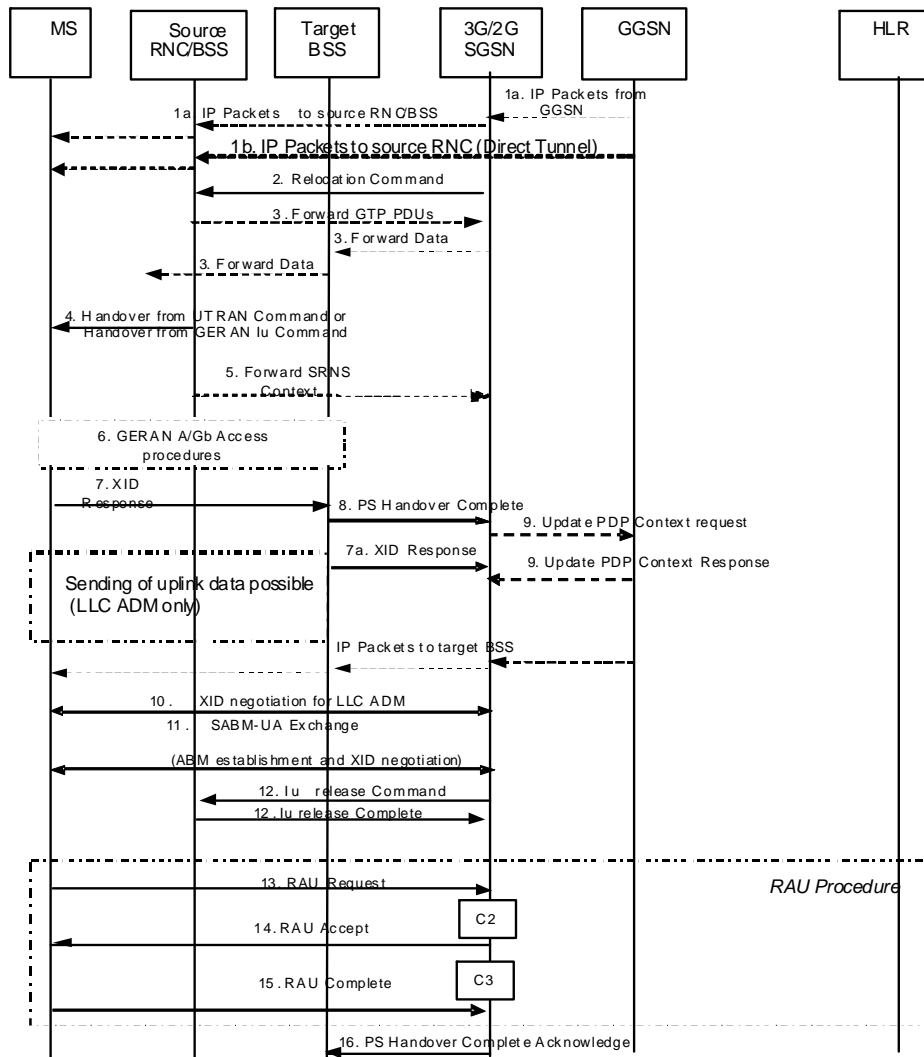 MS
Source
RNC/BSS
Target
BSS
3G/2G
SGSN
GGSN
HLR
1a. IP Packets from
GGSN
1a. IP Packets to source RNC/BSS
1b. IP Packets to source RNC (Direct Tunnel)
2. Relocation Command
3. Forward GTP PDUs
3. Forward Data
3. Forward Data
4. Handover from UTRAN Command or
Handover from GERAN Iu Command
5. Forward SRNS
Context
6. GERAN A/Gb Access
procedures
7. XID
Response
8. PS Handover Complete
9. Update PDP Context request
7a. XID Response
9. Update PDP Context Response
Sending of uplink data possible
(LLC ADM only)
IP Packets to target BSS
10. XID negotiation for LLC ADM
11. SABM-UA Exchange
(ABM establishment and XID negotiation)
12. Iu release Command
12. Iu release Complete
13. RAU Request
RAU Procedure
C2
14. RAU Accept
C3
15. RAU Complete
16. PS Handover Complete Acknowledge